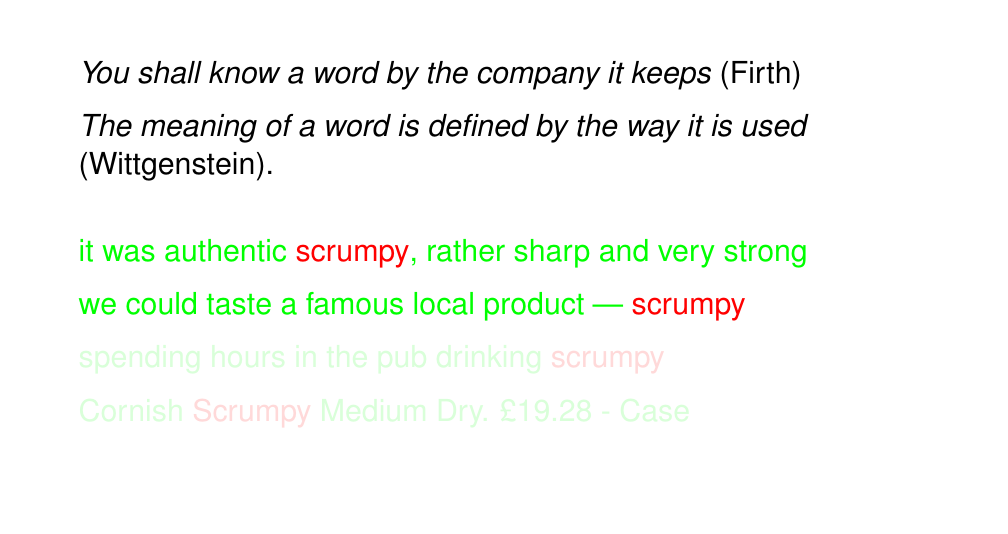 You shall know a word by the company it keeps (Firth)
The meaning of a word is defined by the way it is used
(Wittgenstein).
it was authentic scrumpy, rather sharp and very strong
we could taste a famous local product — scrumpy
spending hours in the pub drinking scrumpy
Cornish Scrumpy Medium Dry. £19.28 - Case